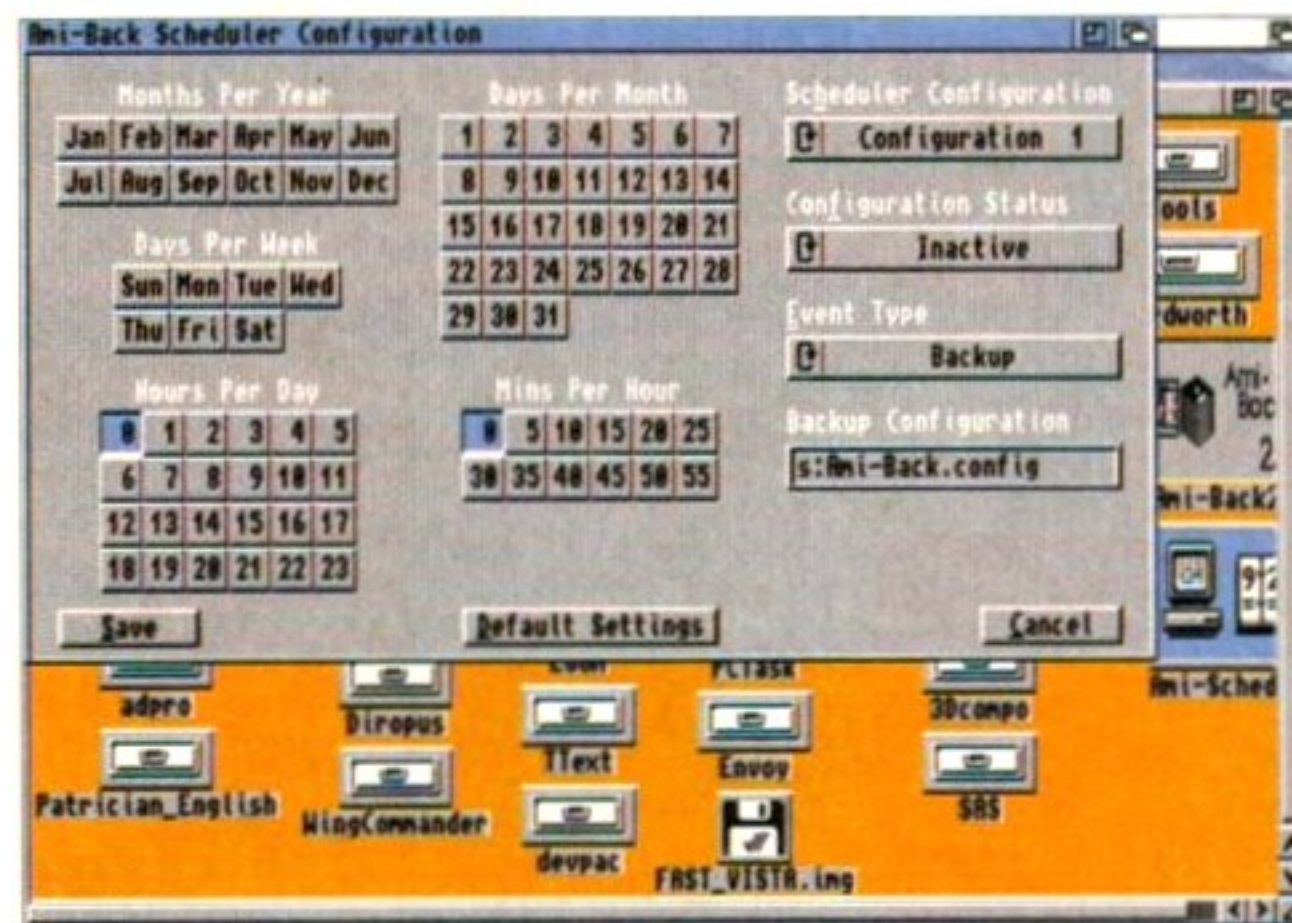 Ami-Back Scheduler Configuration
Months Per Year
Jan Feb Mar Apr May Jun
Jul Aug Sep Oct Nov Dec
Days Per Week
Sun Mon Tue Wed
Thu Fri Sat
Hours Per Day
0 1 2 3 4 5
6 7 8 9 10 11
12 13 14 15 16 17
18 19 20 21 22 23
Days Per Month
1 2 3 4 5 6 7
8 9 10 11 12 13 14
15 16 17 18 19 20 21
22 23 24 25 26 27 28
29 30 31
Mins Per Hour
0 5 10 15 20 25
30 35 40 45 50 55
Scheduler Configuration
Configuration 1
Configuration Status
Inactive
Event Type
Backup
Backup Configuration
s:Ami-Back.config
Save
Default Settings
Cancel
ools
dworth
Ami-
Bac
2
Ami-Back2
Ami-Sched
adpro
Diropus
PCTask
3Dcompo
TText
Envoy
Patrician_English
WingCommander
SAS
devpac
FAST_VISTA.img